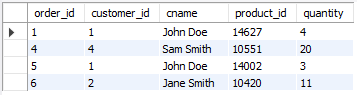 order_id customer_id cname product_id quantity
1 1 John Doe 14627 4
4 4 Sam Smith 10551 20
5 1 John Doe 14002 3
6 2 Jane Smith 10420 11